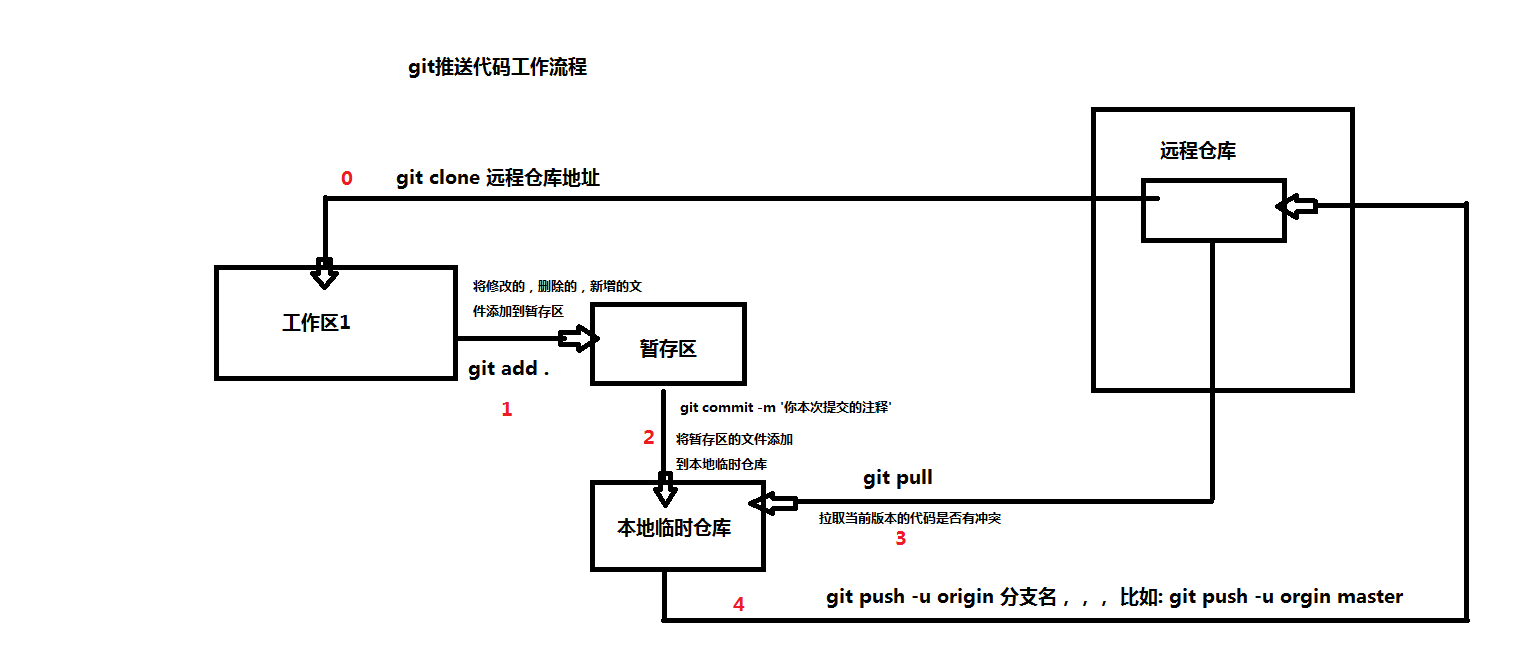 git推送代码工作流程
远程仓库
0
git clone 远程仓库地址
将修改的，删除的，新增的文
件添加到暂存区
工作区1
暂存区
git add .
1
git commit -m '你本次提交的注释'
2
将暂存区的文件添加
到本地临时仓库
git pull
本地临时仓库
拉取当前版本的代码是否有冲突
3
4
git push -u origin 分支名，，， 比如: git push -u orgin master